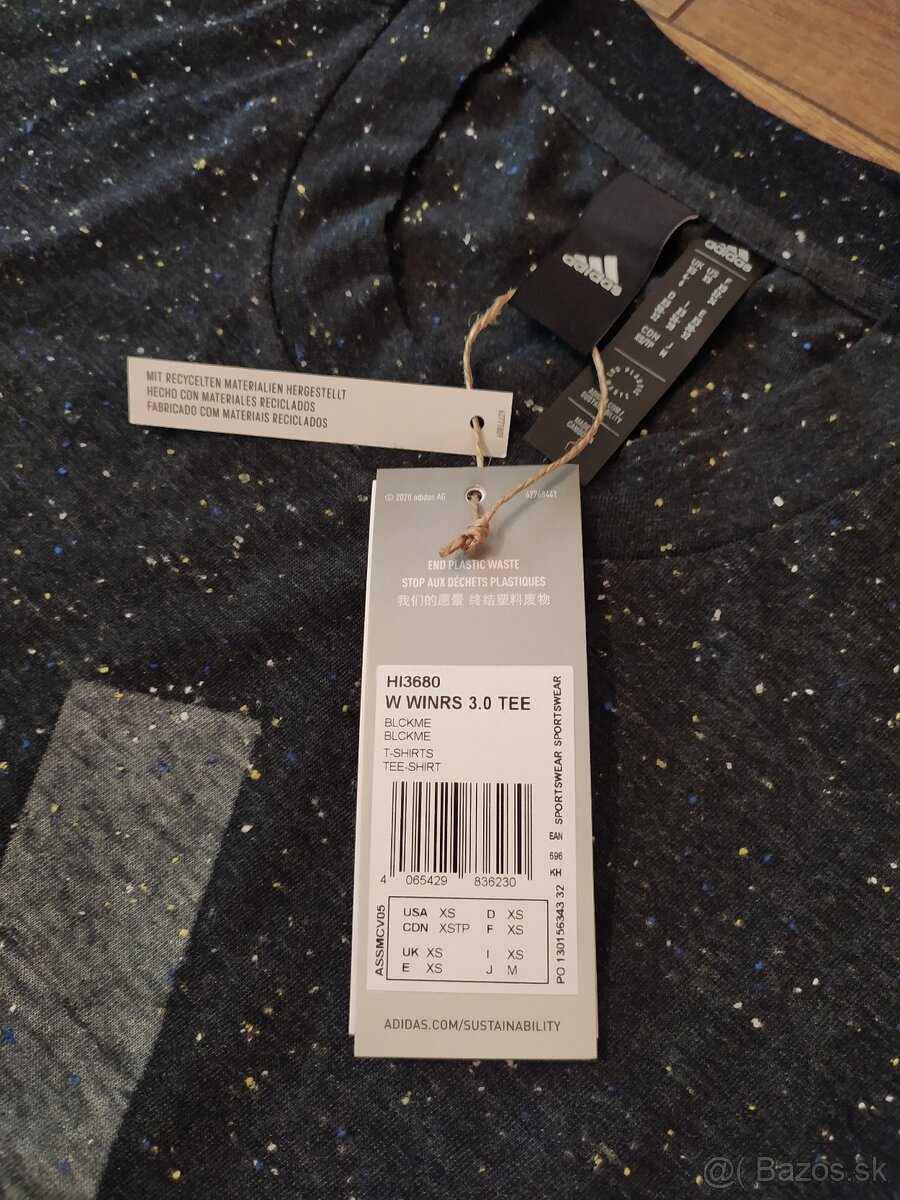 adidas
adidas
CDN
MIT RECYCELTEN MATERIALIEN HERGESTELLT
HECHO CON MATERIALES RECICLADOS
FABRICADO COM MATERIAIS RECICLADOS
© 2020 adidas AG
62768441
END PLASTIC WASTE
STOP AUX DÉCHETS PLASTIQUES
我们的愿景 终结塑料废物
HI3680
W WINRS 3.0 TEE
BLCKME
BLCKME
T-SHIRTS
TEE-SHIRT
4 065429 836230
USA XS D XS
CDN XSTP F XS
UK XS I XS
E XS J M
ASSMCV05
SPORTSWEAR SPORTSWEAR
EAN
696
KH
PO 130156343 32
ADIDAS.COM/SUSTAINABILITY
@( Bazos.sk